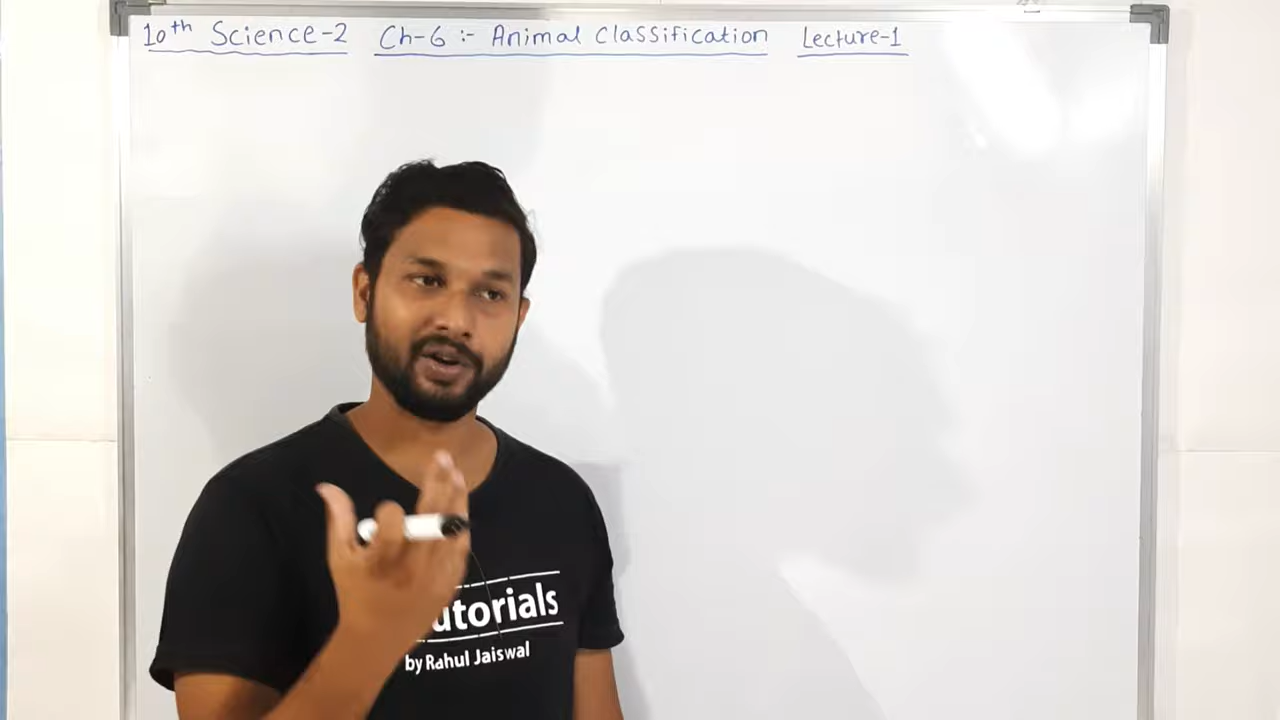 10th Science-2 Ch-6 :- Animal Classification Lecture-1
utorials
by Rahul Jaiswal